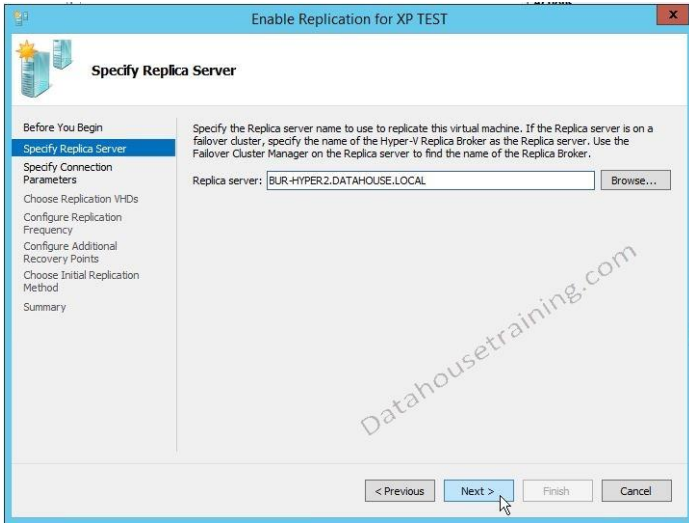 Enable Replication for XP TEST
x
Specify Replica Server
Before You Begin
Specify Replica Server
Specify Connection
Parameters
Choose Replication VHDs
Configure Replication
Frequency
Configure Additional
Recovery Points
Choose Initial Replication
Method
Summary
Specify the Replica server name to use to replicate this virtual machine. If the Replica server is on a
failover cluster, specify the name of the Hyper-V Replica Broker as the Replica server. Use the
Failover Cluster Manager on the Replica server to find the name of the Replica Broker.
Replica server: BUR-HYPER2.DATAHOUSE.LOCAL Browse...
Datahousetraining.com
< Previous Next > Finish Cancel